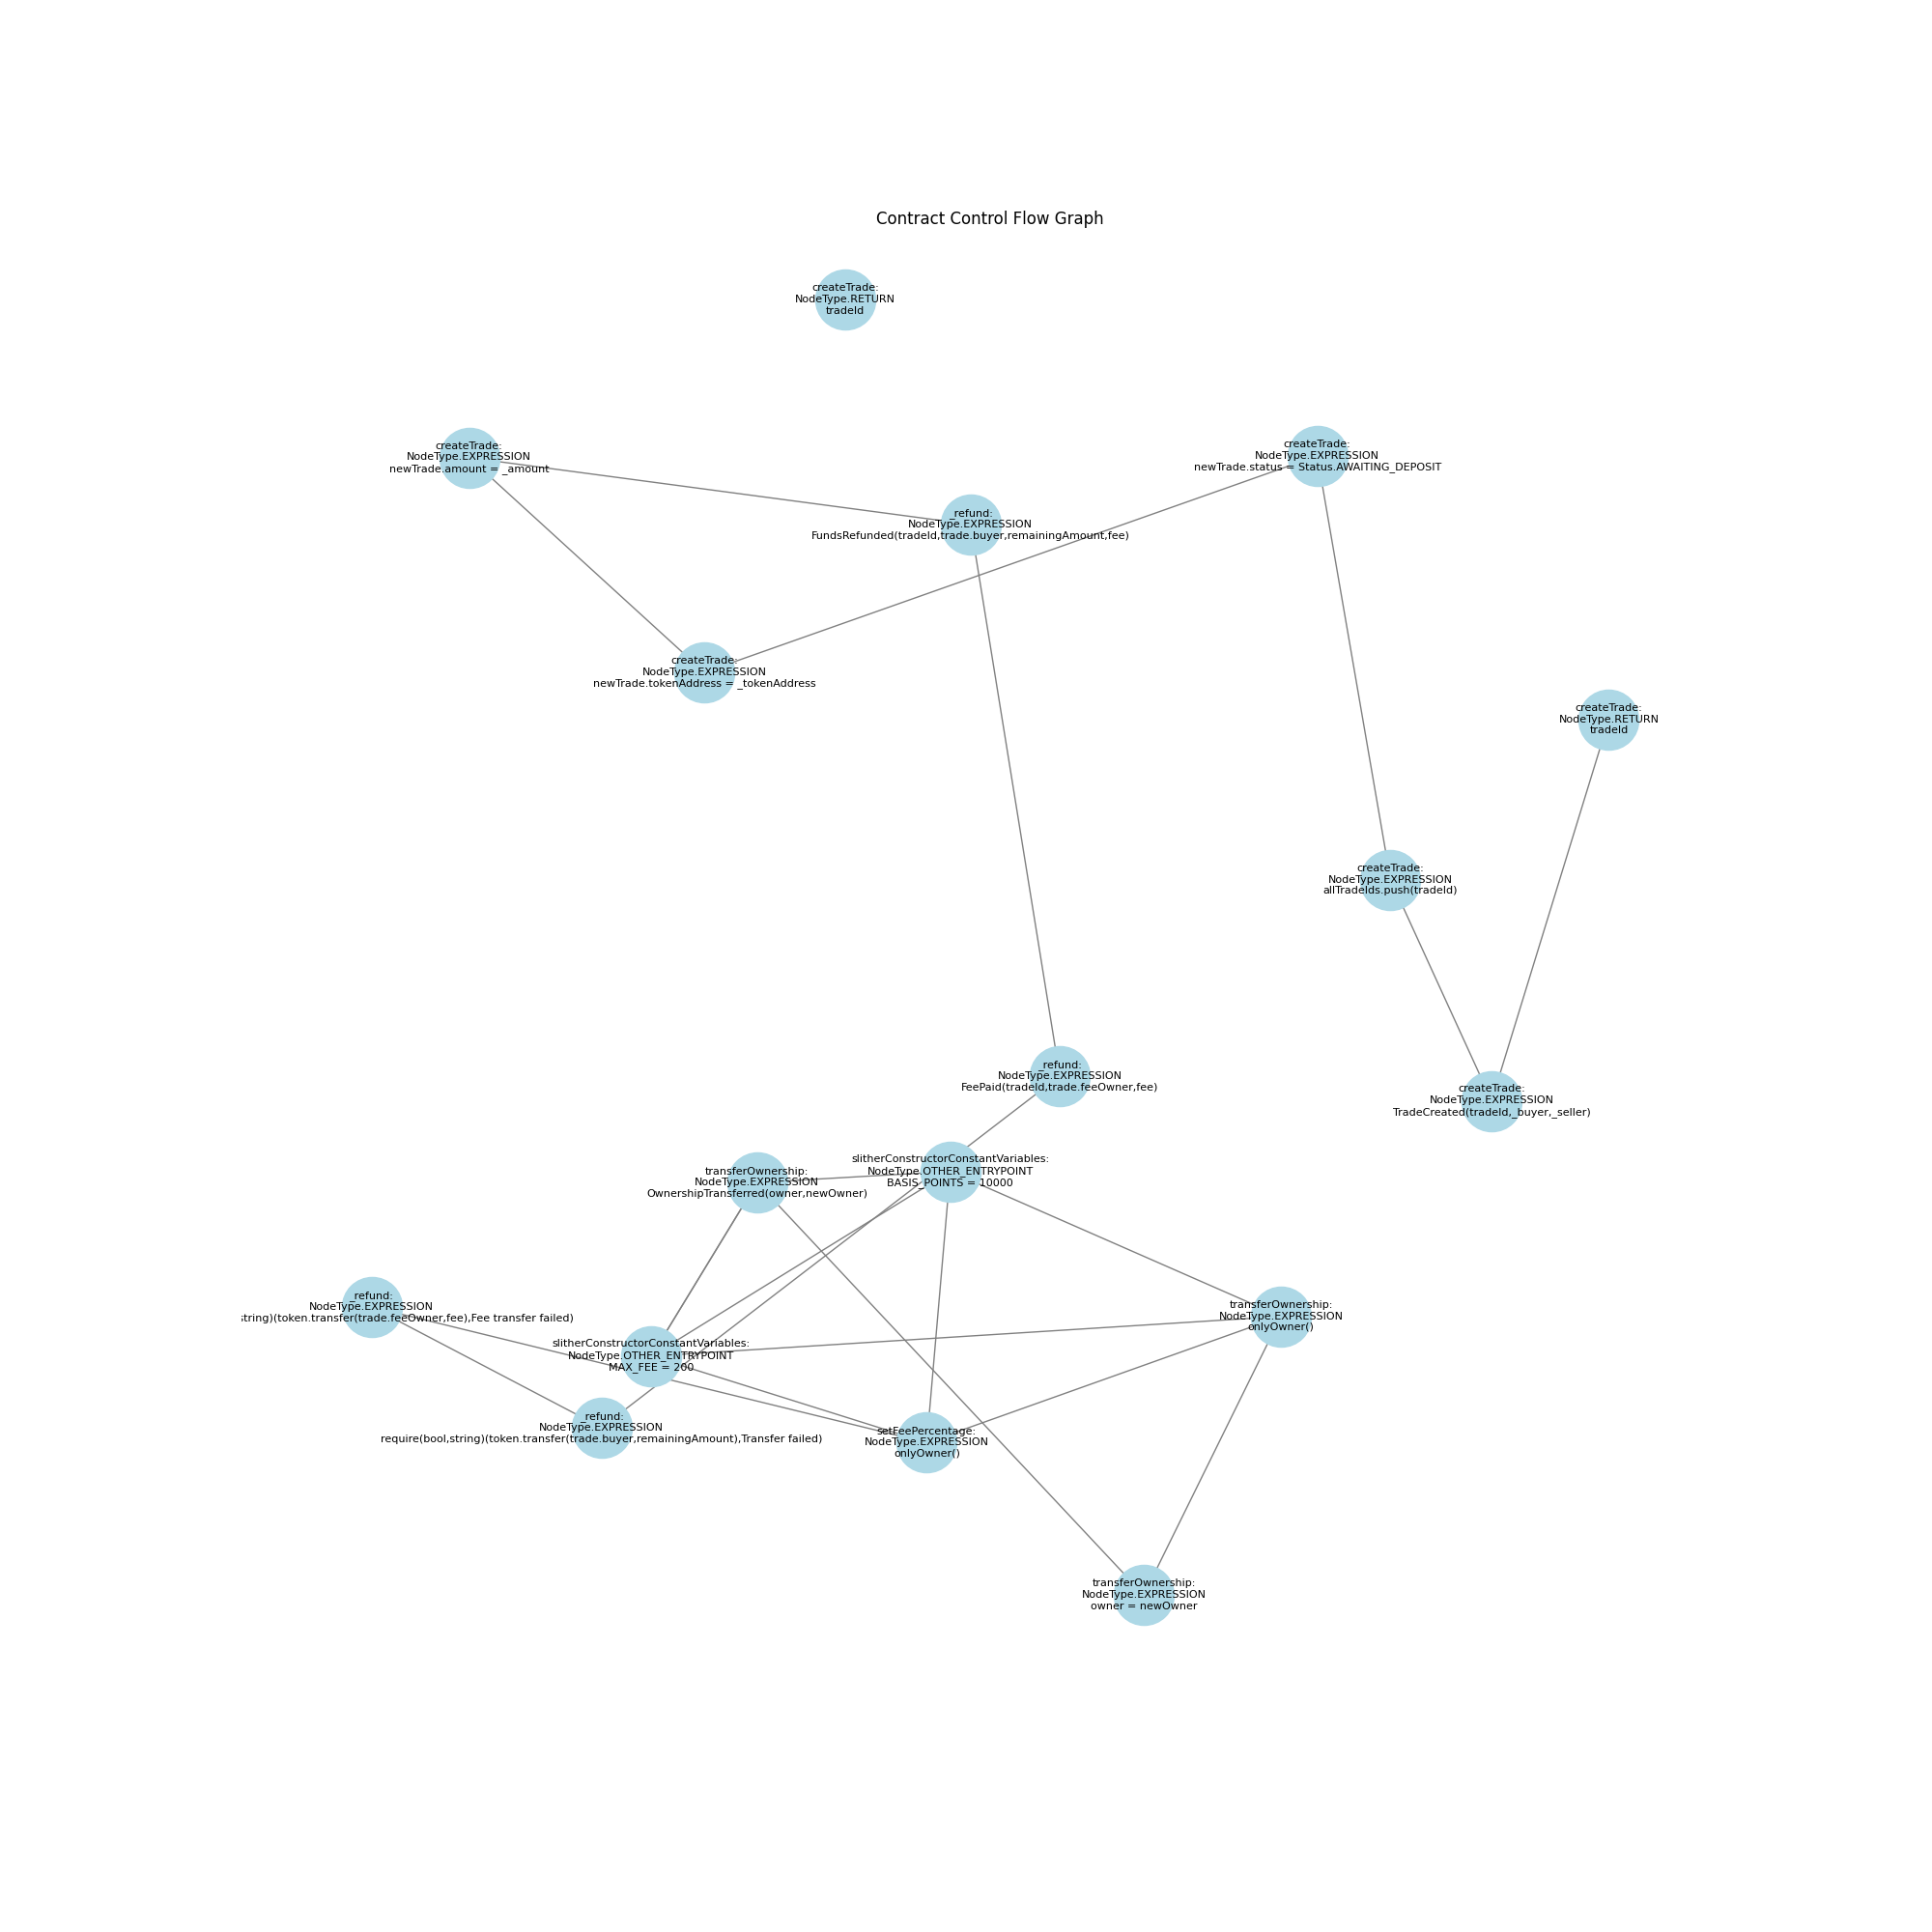 Contract Control Flow Graph
createTrade:
NodeType.RETURN
tradeId
createTrade:
NodeType.EXPRESSION
newTrade.amount = _amount
createTrade:
NodeType.EXPRESSION
newTrade.status = Status.AWAITING_DEPOSIT
_refund:
NodeType.EXPRESSION
FundsRefunded(tradeId,trade.buyer,remainingAmount,fee)
createTrade:
NodeType.EXPRESSION
newTrade.tokenAddress = _tokenAddress
createTrade:
NodeType.RETURN
tradeId
createTrade:
NodeType.EXPRESSION
allTradeIds.push(tradeId)
_refund:
NodeType.EXPRESSION
FeePaid(tradeId,trade.feeOwner,fee)
createTrade:
NodeType.EXPRESSION
TradeCreated(tradeId,_buyer,_seller)
slitherConstructorConstantVariables:
NodeType.OTHER_ENTRYPOINT
BASIS_POINTS = 10000
transferOwnership:
NodeType.EXPRESSION
OwnershipTransferred(owner,newOwner)
_refund:
NodeType.EXPRESSION
string)(token.transfer(trade.feeOwner,fee),Fee transfer failed)
transferOwnership:
NodeType.EXPRESSION
onlyOwner()
slitherConstructorConstantVariables:
NodeType.OTHER_ENTRYPOINT
MAX_FEE = 200
_refund:
NodeType.EXPRESSION
require(bool,string)(token.transfer(trade.buyer,remainingAmount),Transfer failed)
setFeePercentage:
NodeType.EXPRESSION
onlyOwner()
transferOwnership:
NodeType.EXPRESSION
owner = newOwner